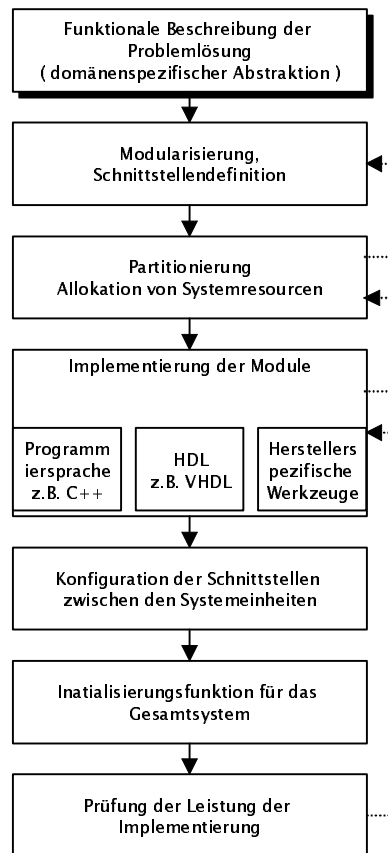 Funktionale Beschreibung der
Problemlösung
( domänenspezifischer Abstraktion )
Modularisierung,
Schnittstellendefinition
Partitionierung
Allokation von Systemresourcen
Implementierung der Module
Programm
iersprache
z.B. C++
HDL
z.B. VHDL
Herstellers
pezifische
Werkzeuge
Konfiguration der Schnittstellen
zwischen den Systemeinheiten
Inatialisierungsfunktion für das
Gesamtsystem
Prüfung der Leistung der
Implementierung